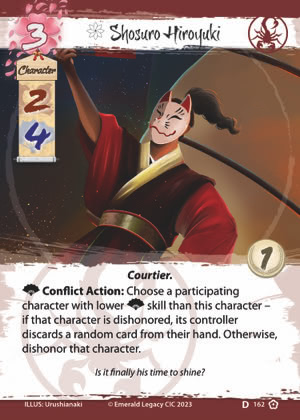 3
Shosuro Hiroyuki
Character
2
4
1
Courtier.
Conflict Action: Choose a participating
character with lower skill than this character –
if that character is dishonored, its controller
discards a random card from their hand. Otherwise,
dishonor that character.
Is it finally his time to shine?
ILLUS: Urushianaki © Emerald Legacy CIC 2023 D 162